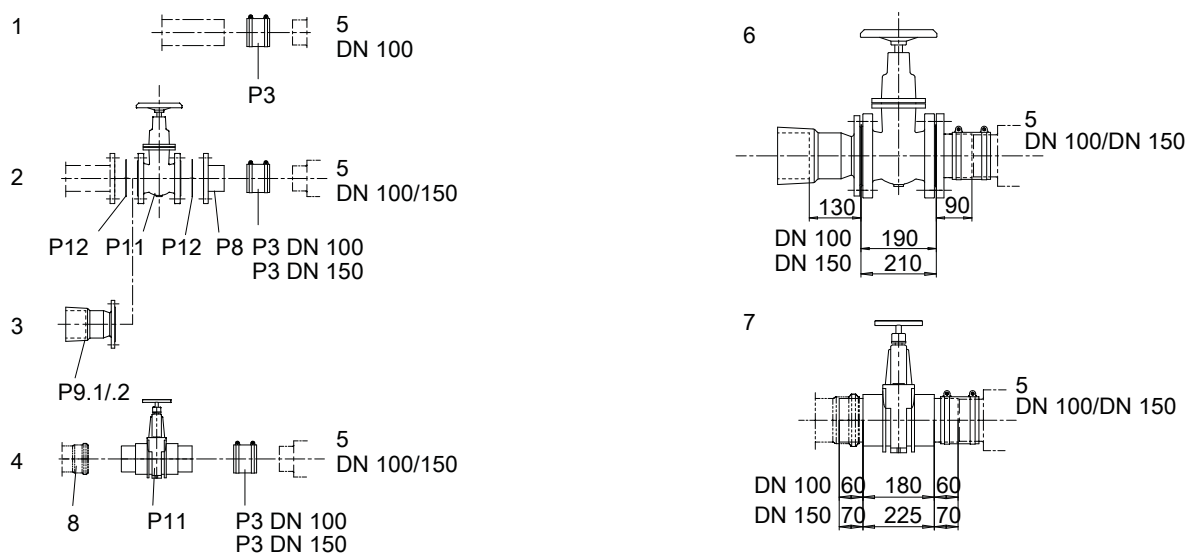 1
5
DN 100
P3
2
5
DN 100/150
P12 P11 P12 P8 P3 DN 100
P3 DN 150
3
P9.1/.2
4
5
DN 100/150
8 P11 P3 DN 100
P3 DN 150
6
5
DN 100/DN 150
130 90
DN 100 190
DN 150 210
7
5
DN 100/DN 150
DN 100 60 180 60
DN 150 70 225 70